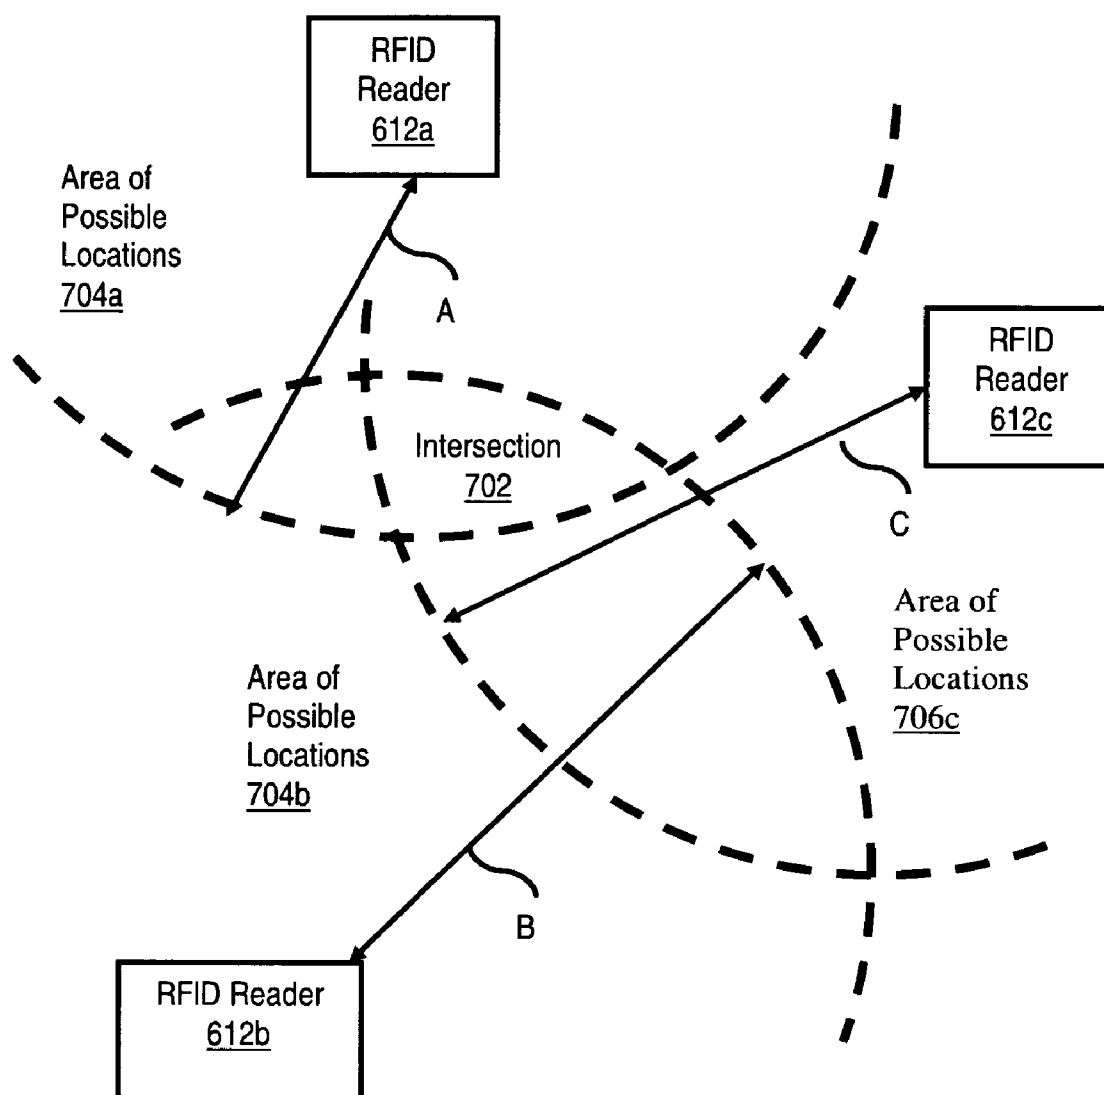 RFID
Reader
612a
Area of
Possible
Locations
704a
A
RFID
Reader
612c
Intersection
702
C
Area of
Possible
Locations
706c
Area of
Possible
Locations
704b
B
RFID Reader
612b